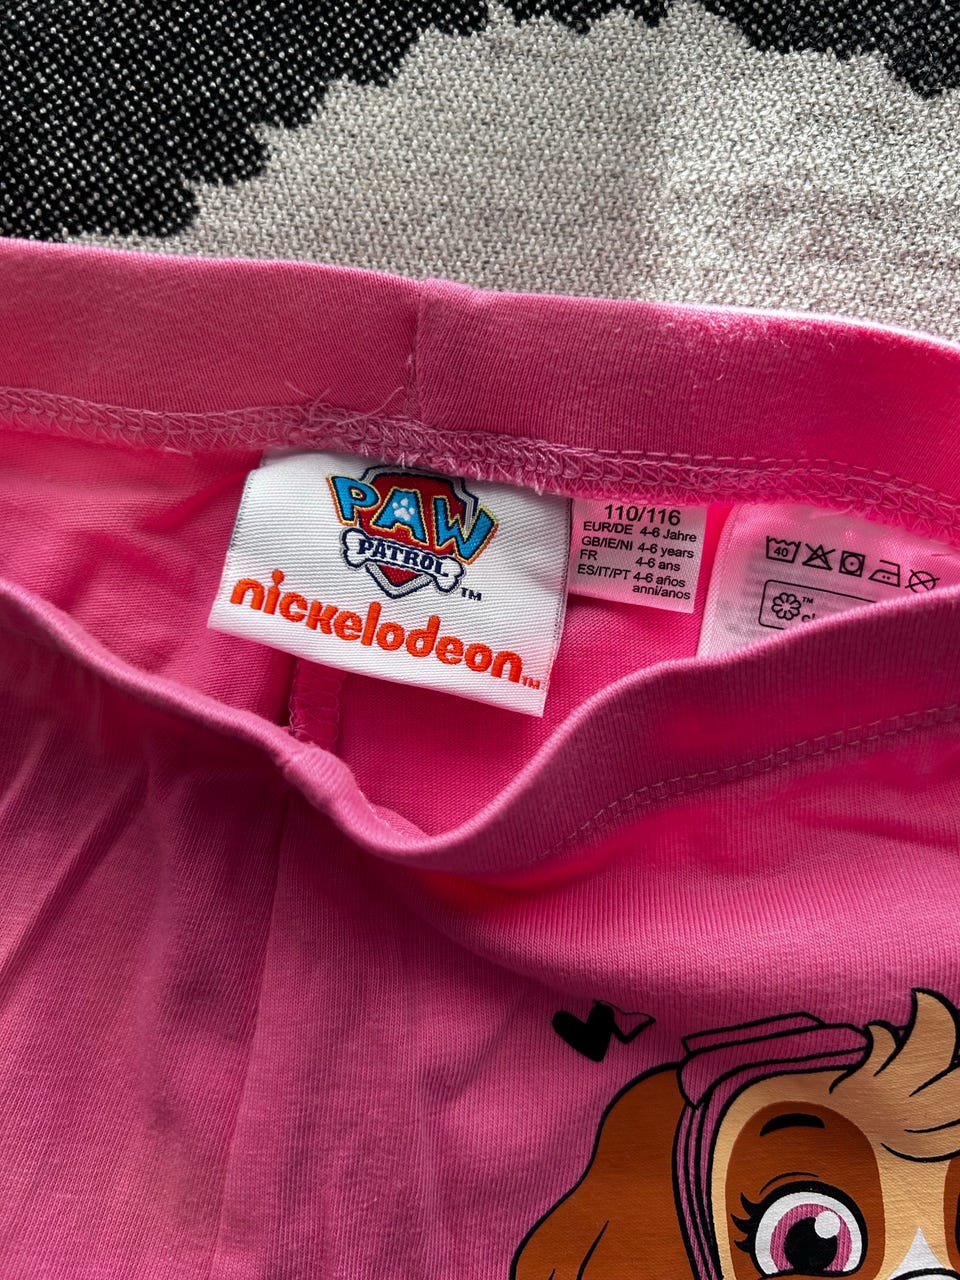 PAW
PATROL TM
nickelodeon TM
110/116
EUR/DE 4-6 Jahre
GB/IE/NI 4-6 years
FR 4-6 ans
ES/IT/PT 4-6 años
anni/anos
40
TM